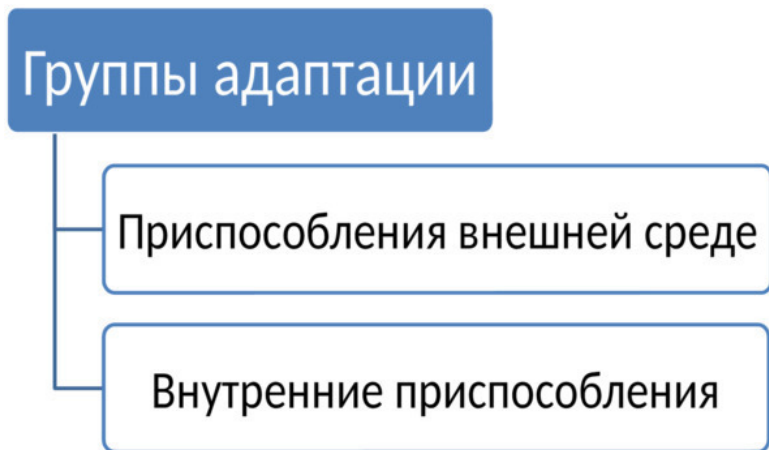 Группы адаптации
Приспособления внешней среде
Внутренние приспособления